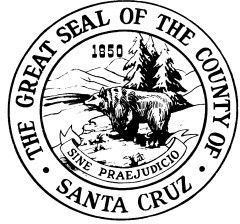 THE GREAT SEAL OF THE COUNTY OF
1850
SINE PRAEJUDICIO
• SANTA CRUZ •